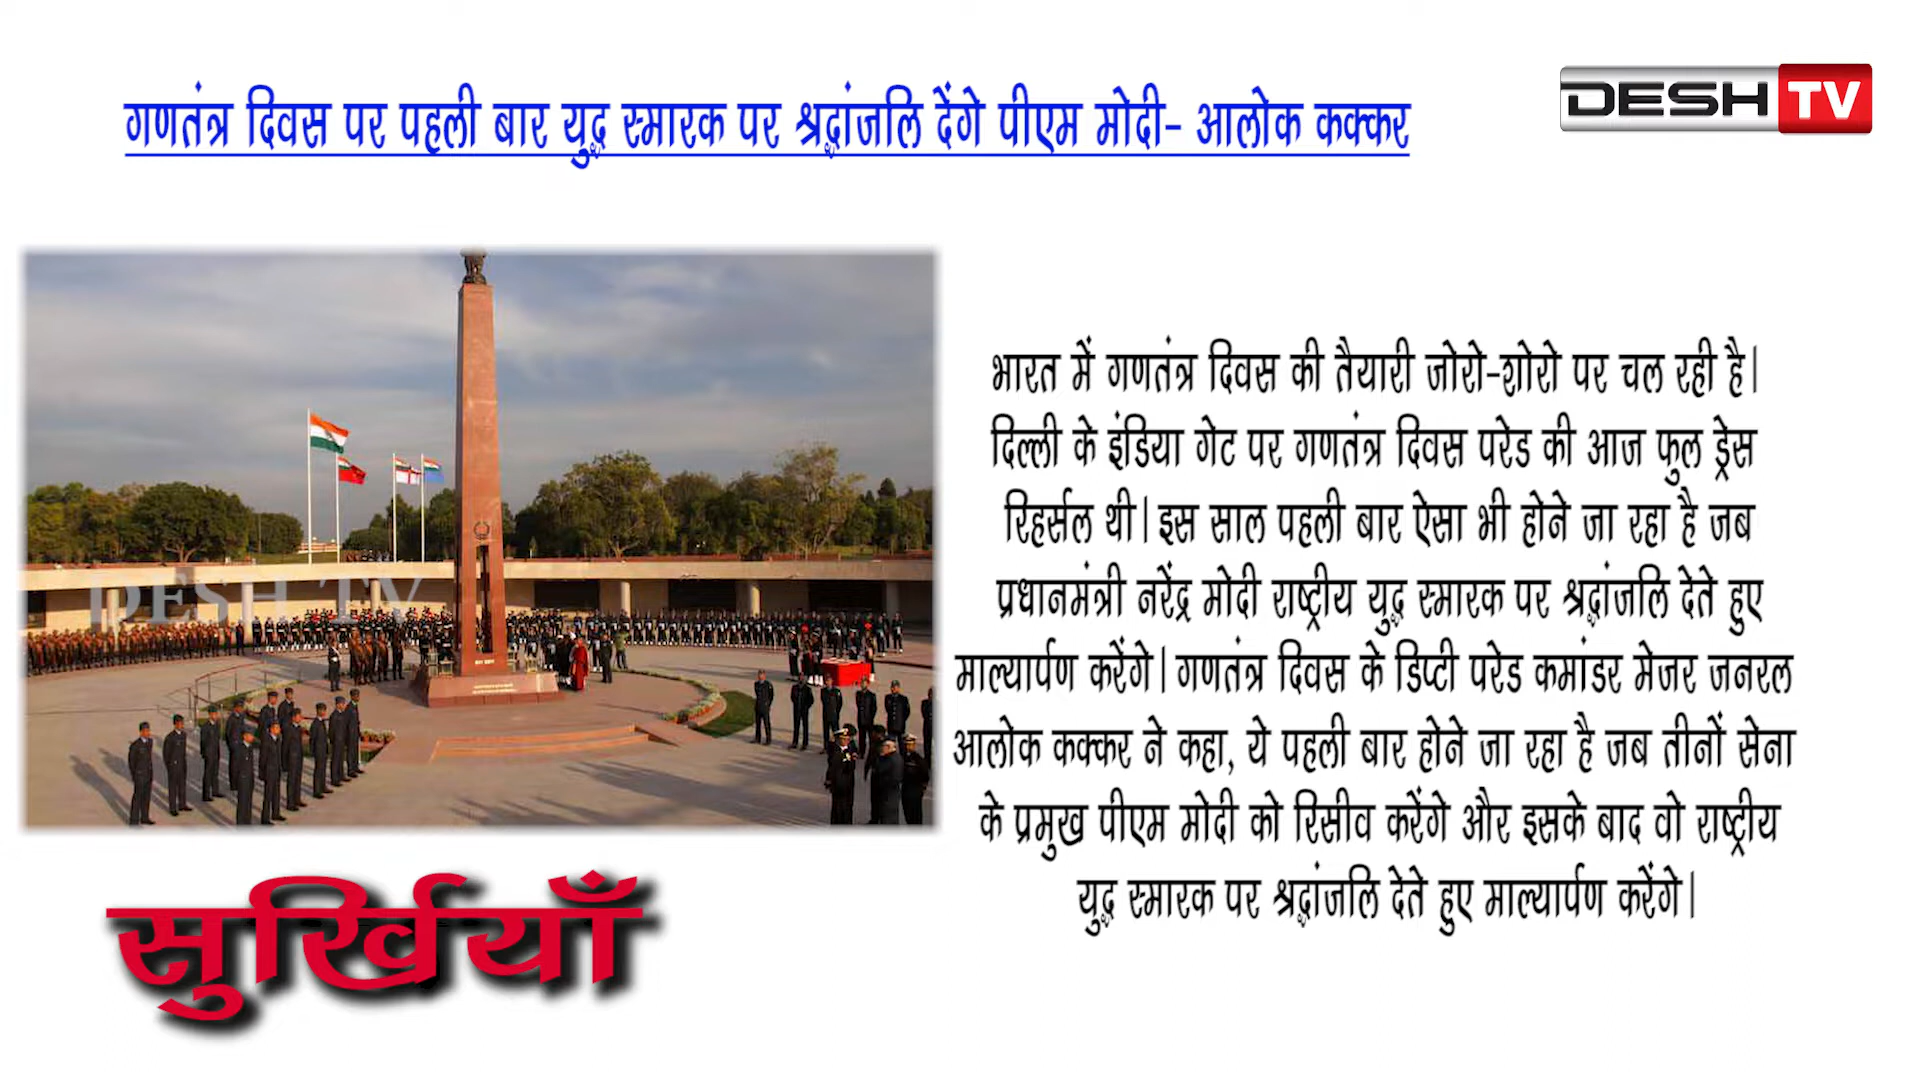 गणतंत्र दिवस पर पहली बार युद्ध स्मारक पर श्रद्धांजलि देंगे पीएम मोदी- आलोक कक्कर
DESH TV
भारत में गणतंत्र दिवस की तैयारी जोरो-शोरो पर चल रही है।
दिल्ली के इंडिया गेट पर गणतंत्र दिवस परेड की आज फुल ड्रेस
रिहर्सल थी। इस साल पहली बार ऐसा भी होने जा रहा है जब
प्रधानमंत्री नरेंद्र मोदी राष्ट्रीय युद्ध स्मारक पर श्रद्धांजलि देते हुए
माल्यार्पण करेंगे। गणतंत्र दिवस के डिप्टी परेड कमांडर मेजर जनरल
आलोक कक्कर ने कहा, ये पहली बार होने जा रहा है जब तीनों सेना
के प्रमुख पीएम मोदी को रिसीव करेंगे और इसके बाद वो राष्ट्रीय
युद्ध स्मारक पर श्रद्धांजलि देते हुए माल्यार्पण करेंगे।
DESH TV
सुर्खियाँ